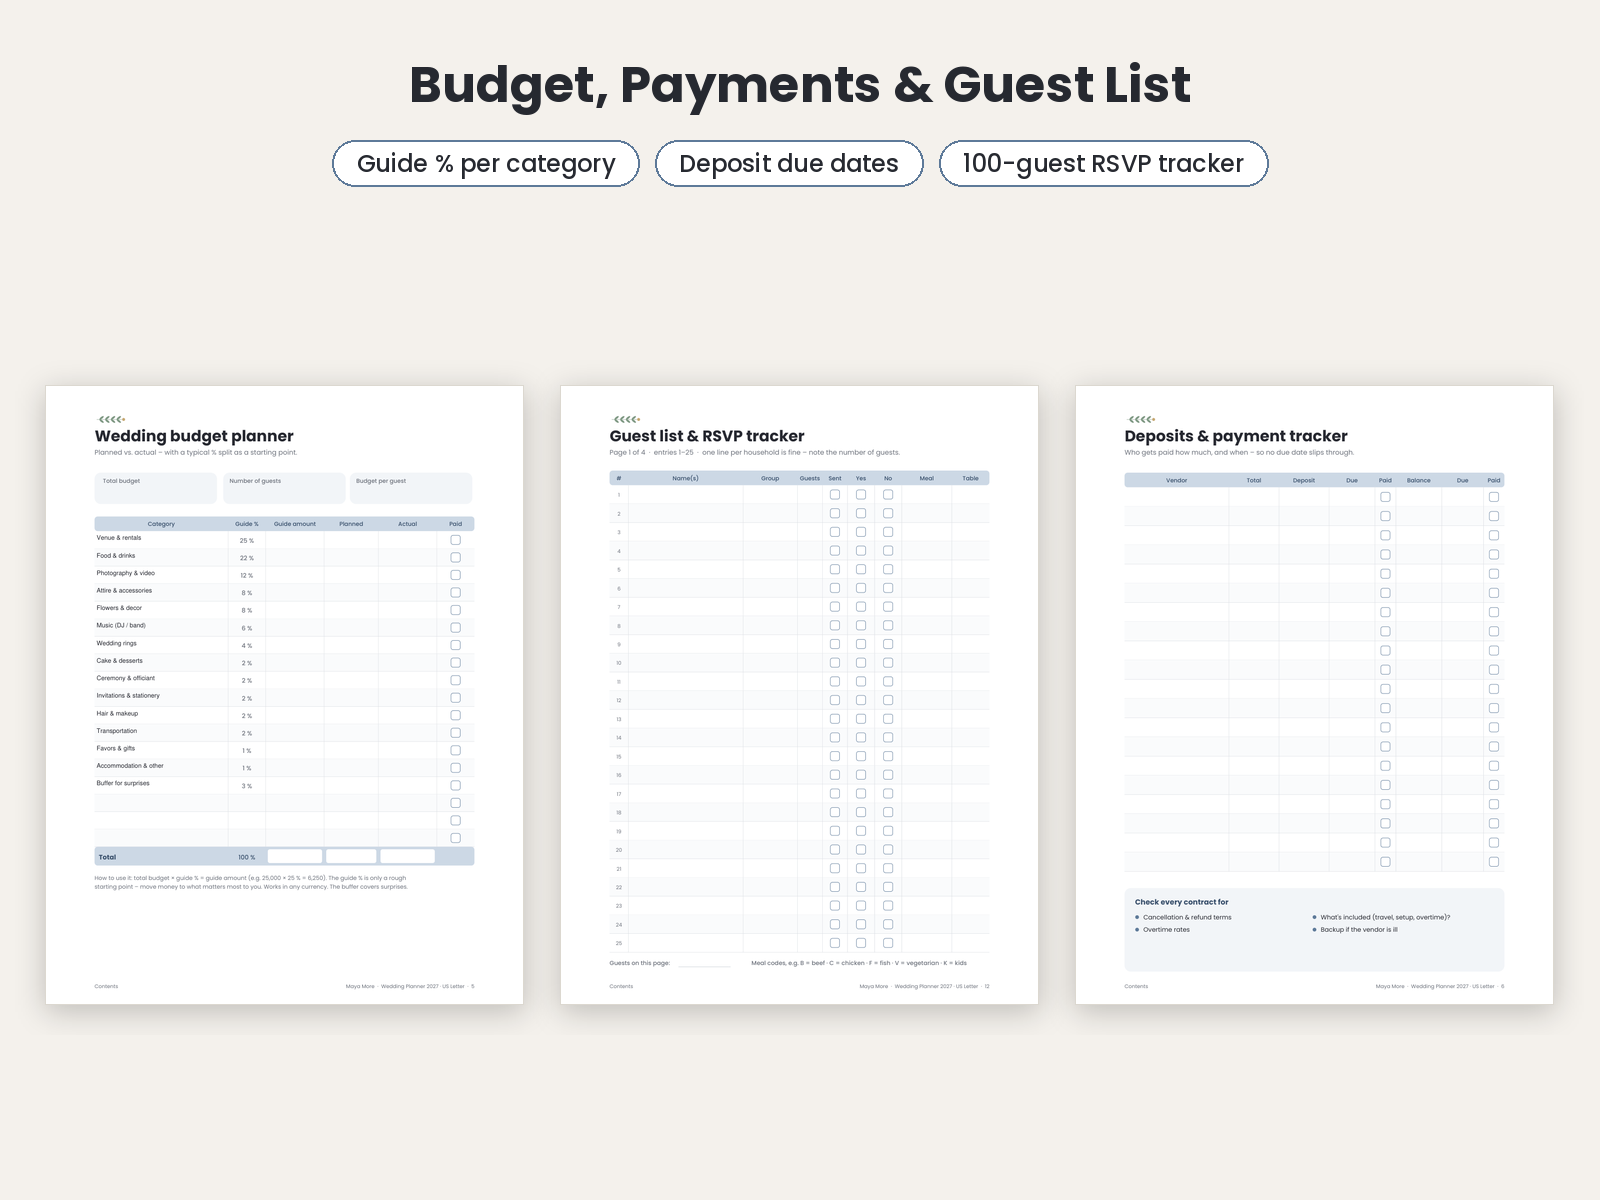 Budget, Payments & Guest List
Guide % per category
Deposit due dates
100-guest RSVP tracker
Wedding budget planner
Planned vs. actual – with a typical % split as a starting point.
Total budget
Number of guests
Budget per guest
Category Guide % Guide amount Planned Actual Paid
Venue & rentals 25 %
Food & drinks 22 %
Photography & video 12 %
Attire & accessories 8 %
Flowers & decor 8 %
Music (DJ / band) 6 %
Wedding rings 4 %
Cake & desserts 2 %
Ceremony & officiant 2 %
Invitations & stationery 2 %
Hair & makeup 2 %
Transportation 2 %
Favors & gifts 1 %
Accommodation & other 1 %
Buffer for surprises 3 %
Total 100 %
How to use it: total budget × guide % = guide amount (e.g. 25,000 × 25 % = 6,250). The guide % is only a rough
starting point – move money to what matters most to you. Works in any currency. The buffer covers surprises.
Contents Maya More · Wedding Planner 2027 · US Letter · 5
Guest list & RSVP tracker
Page 1 of 4 · entries 1–25 · one line per household is fine – note the number of guests.
# Name(s) Group Guests Sent Yes No Meal Table
1
2
3
4
5
6
7
8
9
10
11
12
13
14
15
16
17
18
19
20
21
22
23
24
25
Guests on this page: Meal codes, e.g. B = beef · C = chicken · F = fish · V = vegetarian · K = kids
Contents Maya More · Wedding Planner 2027 · US Letter · 12
Deposits & payment tracker
Who gets paid how much, and when – so no due date slips through.
Vendor Total Deposit Due Paid Balance Due Paid
Check every contract for
Cancellation & refund terms
What's included (travel, setup, overtime)?
Overtime rates
Backup if the vendor is ill
Contents Maya More · Wedding Planner 2027 · US Letter · 6